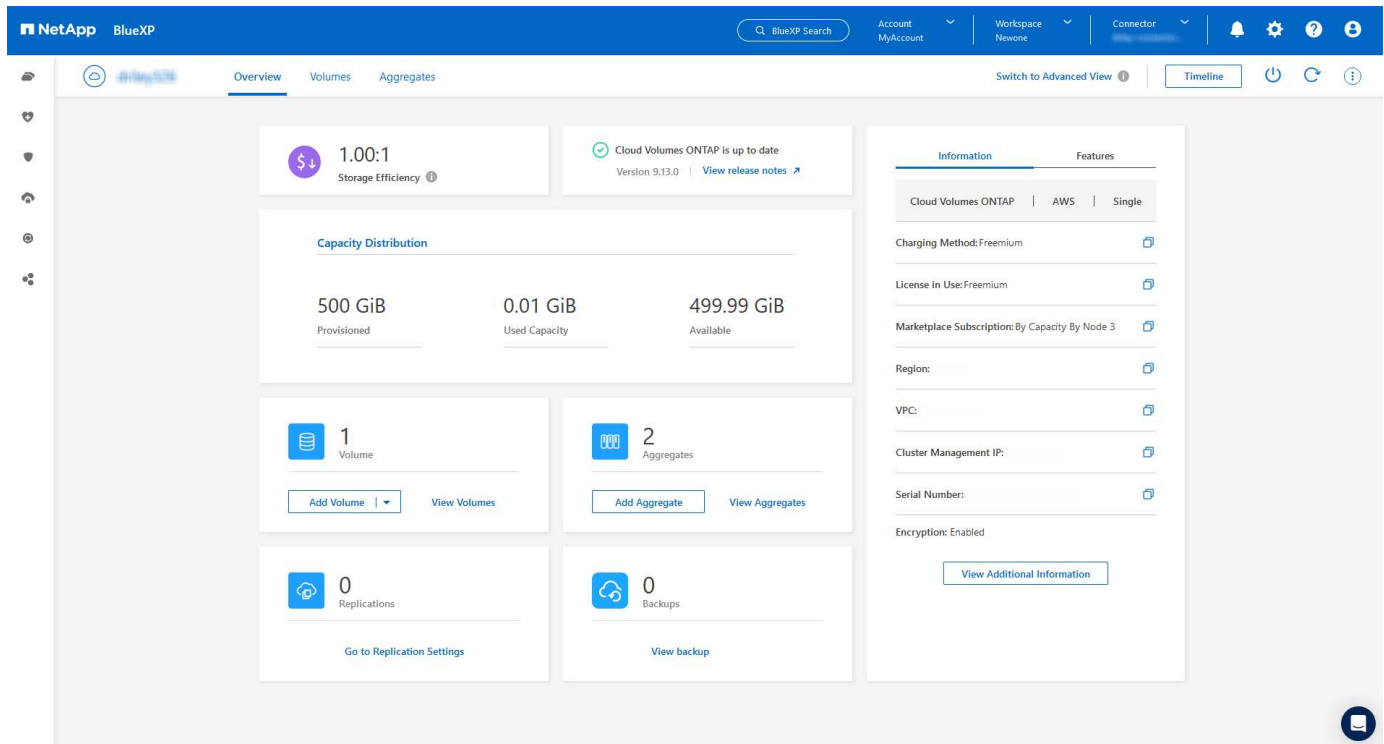 NetApp BlueXP
BlueXP Search
Account
MyAccount
Workspace
Newone
Connector
Overview
Volumes
Aggregates
Switch to Advanced View
Timeline
1.00:1
Storage Efficiency
Cloud Volumes ONTAP is up to date
Version 9.13.0 | View release notes
Capacity Distribution
500 GiB
Provisioned
0.01 GiB
Used Capacity
499.99 GiB
Available
1
Volume
Add Volume
View Volumes
2
Aggregates
Add Aggregate
View Aggregates
0
Replications
Go to Replication Settings
0
Backups
View backup
Information
Features
Cloud Volumes ONTAP | AWS | Single
Charging Method: Freemium
License in Use: Freemium
Marketplace Subscription: By Capacity By Node 3
Region:
VPC:
Cluster Management IP:
Serial Number:
Encryption: Enabled
View Additional Information